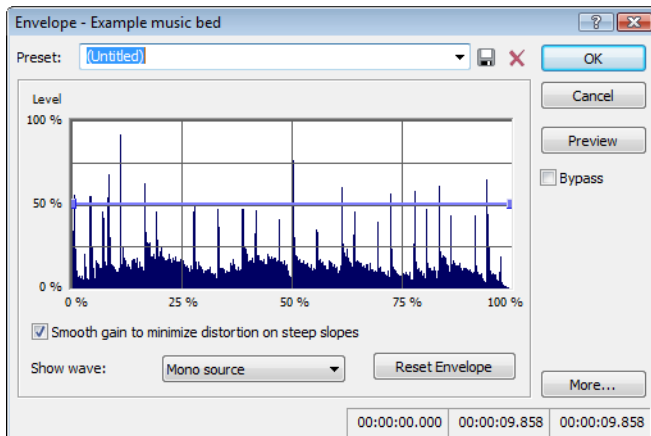 Envelope - Example music bed
Preset: (Untitled)
OK
Cancel
Preview
Bypass
Level
100 %
50 %
0 %
0 % 25 % 50 % 75 % 100 %
Smooth gain to minimize distortion on steep slopes
Show wave: Mono source Reset Envelope
More...
00:00:00.000 00:00:09.858 00:00:09.858